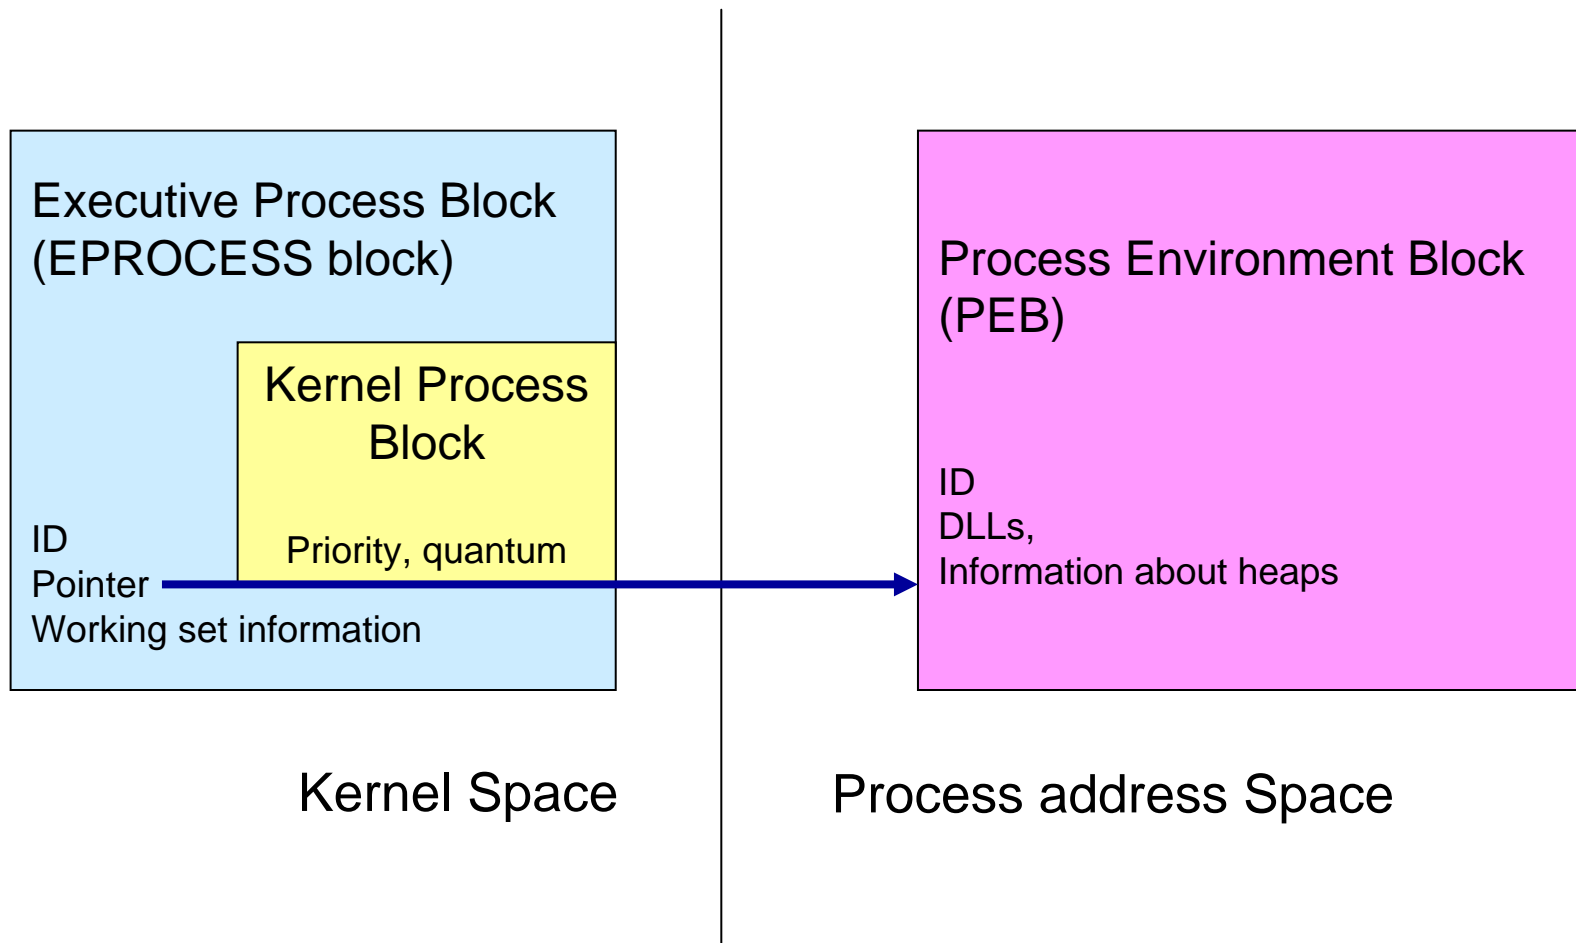 Executive Process Block
(EPROCESS block)
Kernel Process
Block
Priority, quantum
ID
Pointer
Working set information
Process Environment Block
(PEB)
ID
DLLs,
Information about heaps
Kernel Space
Process address Space